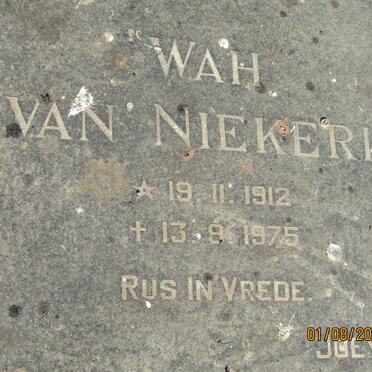 WAH
VAN NIEKERK
☆ 19.11.1912
✝ 13.9.1975
RUS IN VREDE.
01/08/20